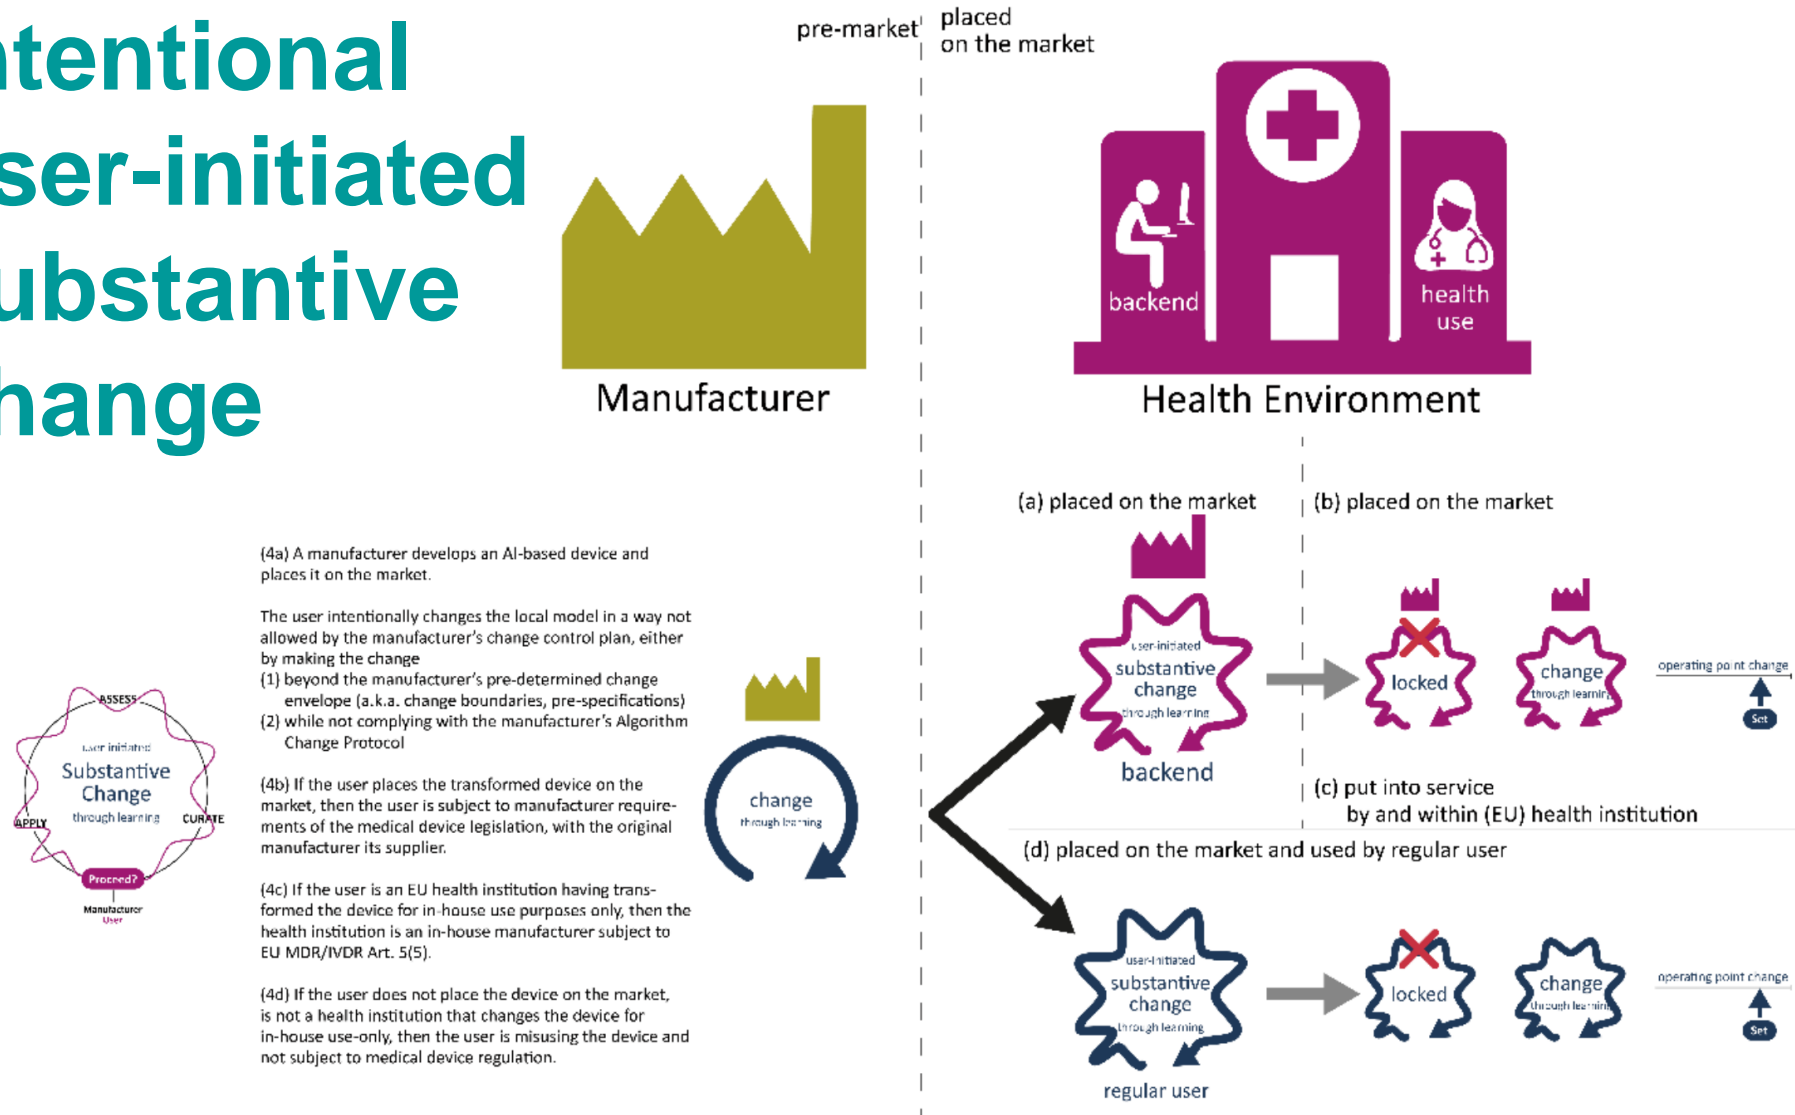 ntentional
ser-initiated
ubstantive
hange
pre-market
placed
on the market
backend
health
use
Manufacturer
Health Environment
(a) placed on the market
(b) placed on the market
(4a) A manufacturer develops an AI-based device and
places it on the market.
The user intentionally changes the local model in a way not
allowed by the manufacturer's change control plan, either
by making the change
(1) beyond the manufacturer's pre-determined change
envelope (a.k.a. change boundaries, pre-specifications)
(2) while not complying with the manufacturer's Algorithm
Change Protocol
(4b) If the user places the transformed device on the
market, then the user is subject to manufacturer require-
ments of the medical device legislation, with the original
manufacturer its supplier.
(4c) If the user is an EU health institution having trans-
formed the device for in-house use purposes only, then the
health institution is an in-house manufacturer subject to
EU MDR/IVDR Art. 5(5).
(4d) If the user does not place the device on the market,
is not a health institution that changes the device for
in-house use-only, then the user is misusing the device and
not subject to medical device regulation.
ASSESS
user initiated
Substantive
Change
through learning
APPLY
CURATE
Proceed?
Manufacturer
User
change
through learning
user-initiated
substantive
change
through learning
backend
locked
change
through learning
operating point change
Set
(c) put into service
by and within (EU) health institution
(d) placed on the market and used by regular user
user-initiated
substantive
change
through learning
regular user
locked
change
through learning
operating point change
Set